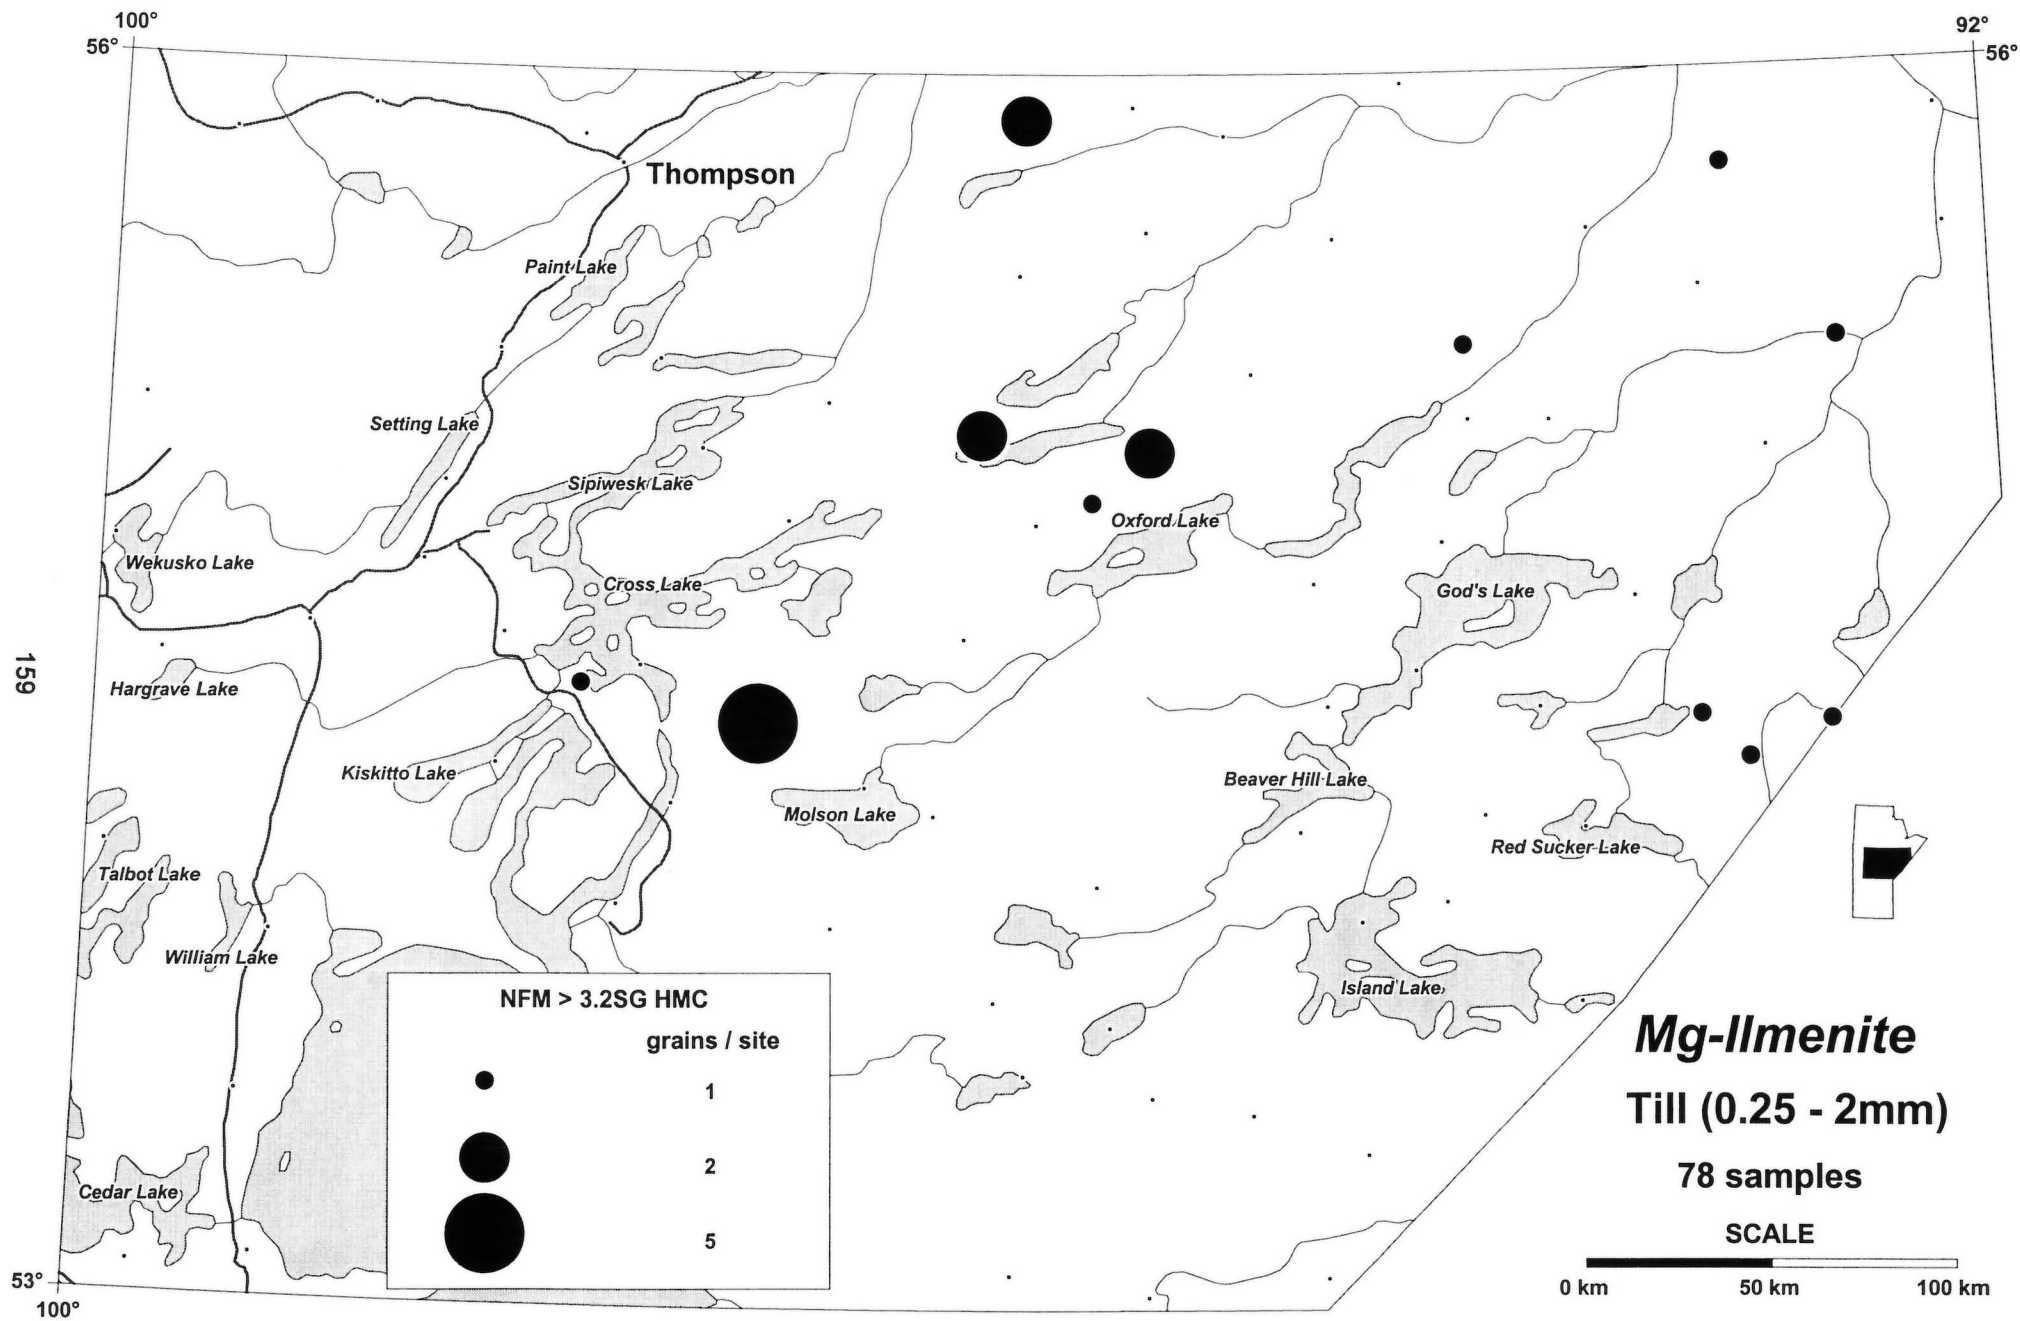 100°
92°
56°
56°
Thompson
Paint Lake
Setting Lake
Sipiwesk Lake
Oxford Lake
Wekusko Lake
Cross Lake
God's Lake
159
Hargrave Lake
Kiskitto Lake
Beaver Hill Lake
Molson Lake
Red Sucker Lake
Talbot Lake
William Lake
Island Lake
NFM > 3.2SG HMC
grains / site
1
2
5
Mg-Ilmenite
Till (0.25 - 2mm)
78 samples
SCALE
0 km 50 km 100 km
Cedar Lake
53°
100°